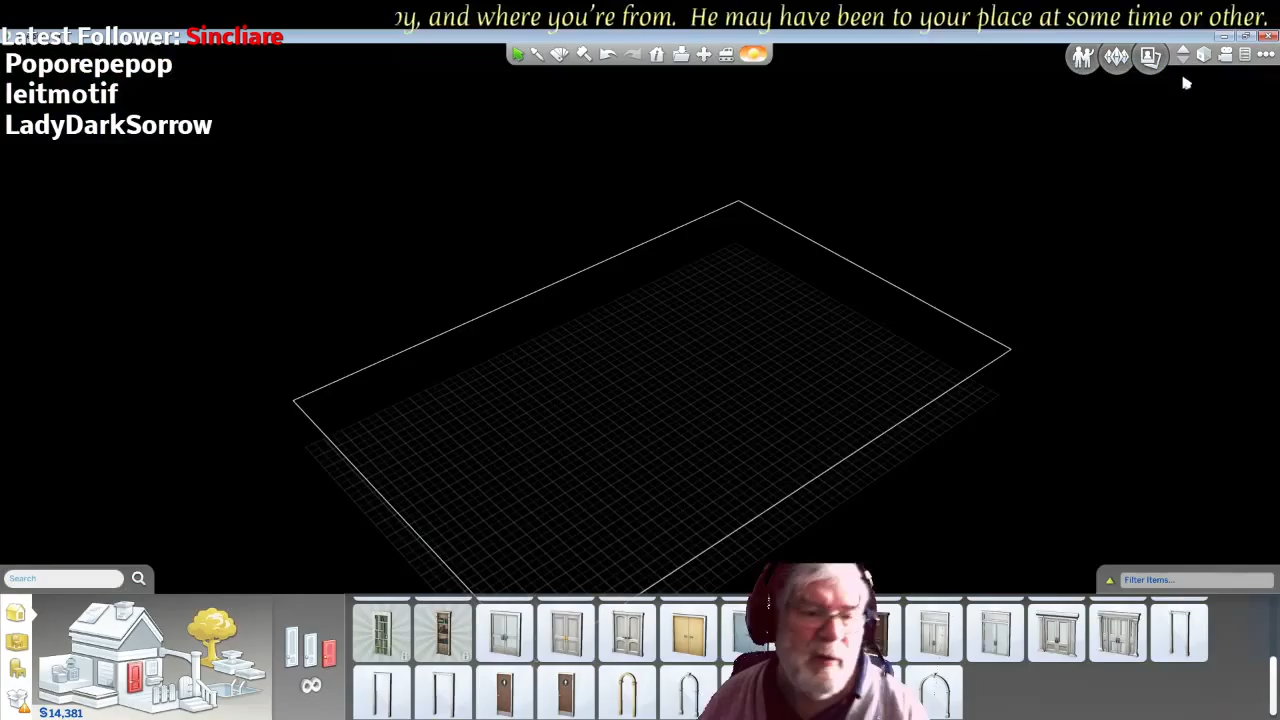 y, and where you're from. He may have been to your place at some time or other.
Latest Follower: Sincliare
Poporepepop
leitmotif
LadyDarkSorrow
Search
Filter Items...
§14,381